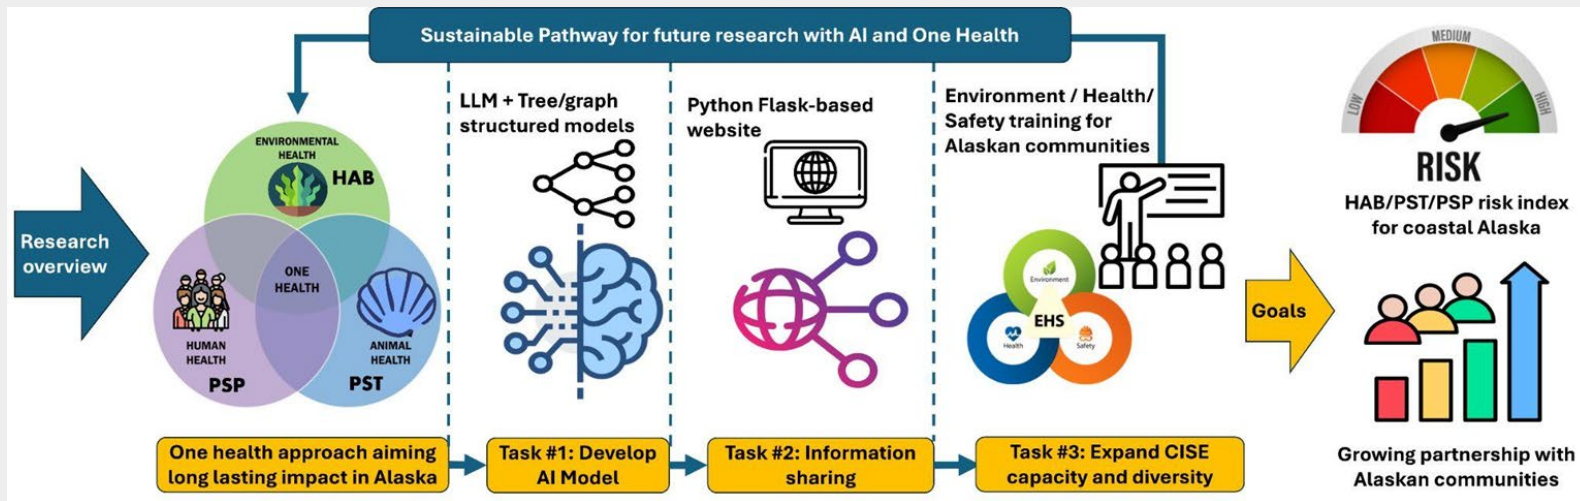 Sustainable Pathway for future research with AI and One Health
Research
overview
ENVIRONMENTAL
HEALTH
HAB
ONE
HEALTH
HUMAN
HEALTH
PSP
ANIMAL
HEALTH
PST
One health approach aiming
long lasting impact in Alaska
LLM + Tree/graph
structured models
Task #1: Develop
AI Model
Python Flask-based
website
Task #2: Information
sharing
Environment / Health/
Safety training for
Alaskan communities
Environment
EHS
Health
Safety
Task #3: Expand CISE
capacity and diversity
Goals
LOW
MEDIUM
HIGH
RISK
HAB/PST/PSP risk index
for coastal Alaska
Growing partnership with
Alaskan communities